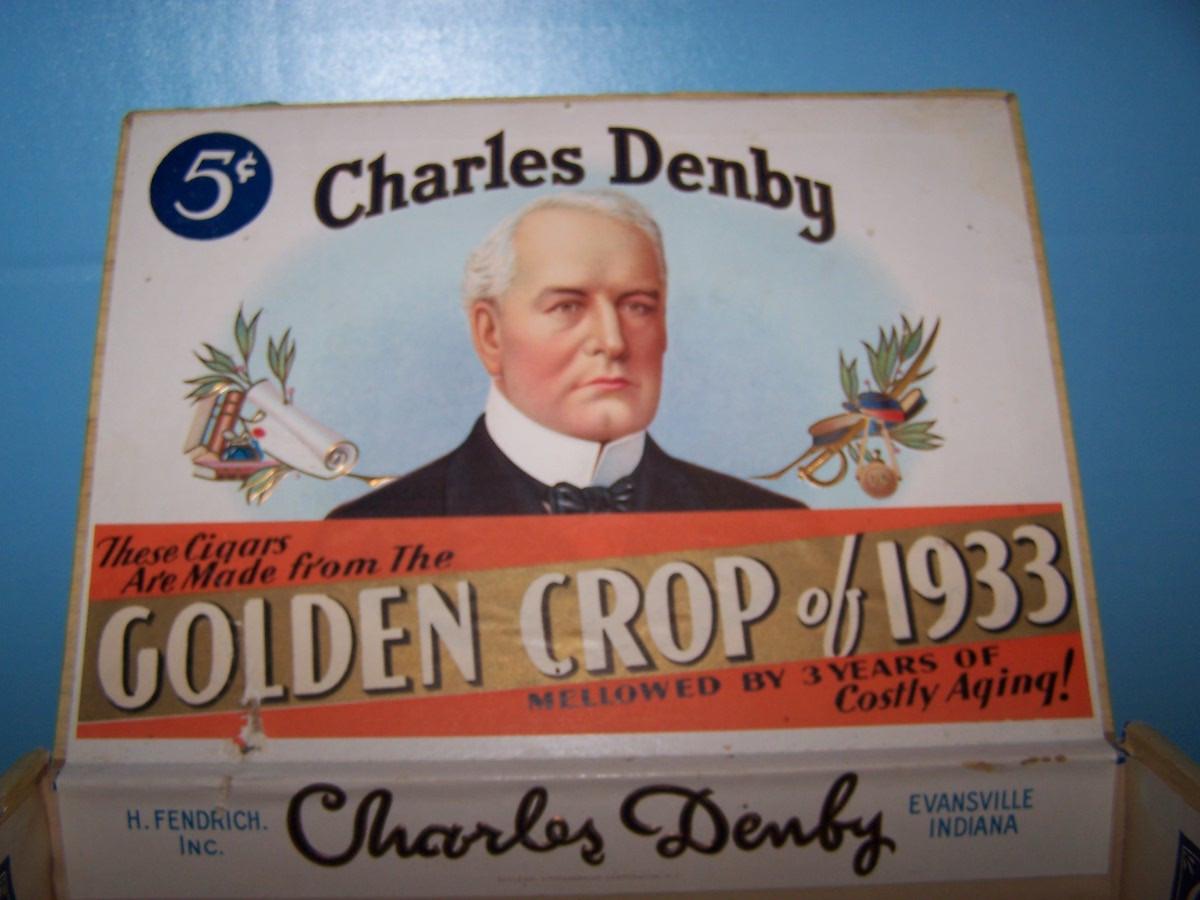 5¢
Charles Denby
These Cigars
Are Made from The
GOLDEN CROP of 1933
MELLOWED BY 3 YEARS OF
Costly Aging!
H. FENDRICH.
INC.
Charles Denby
EVANSVILLE
INDIANA